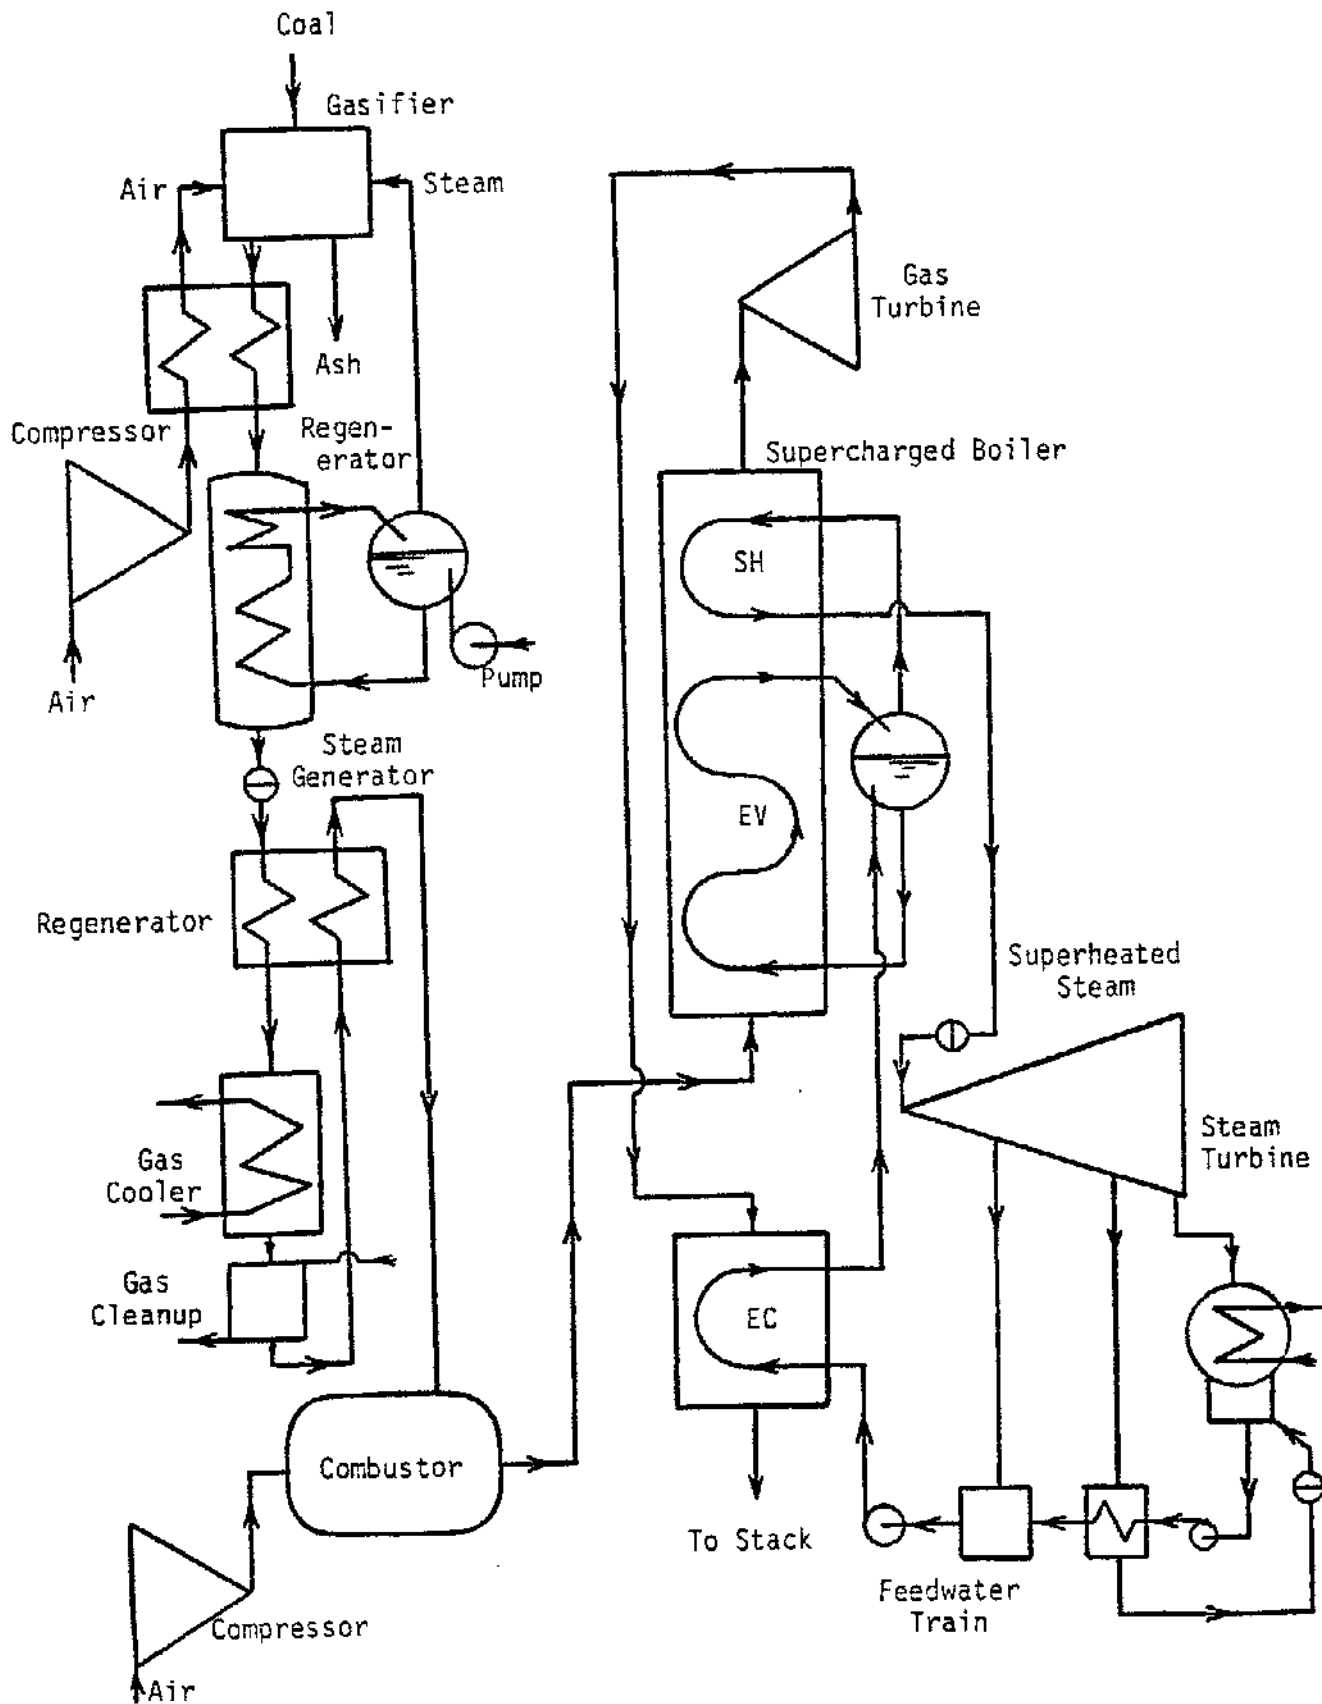 Coal
Gasifier
Air
Steam
Ash
Compressor
Regen-
erator
Air
Pump
Steam
Generator
Regenerator
Gas
Cooler
Gas
Cleanup
Combustor
Compressor
Air
Gas
Turbine
Supercharged Boiler
SH
EV
Superheated
Steam
Steam
Turbine
EC
To Stack
Feedwater
Train